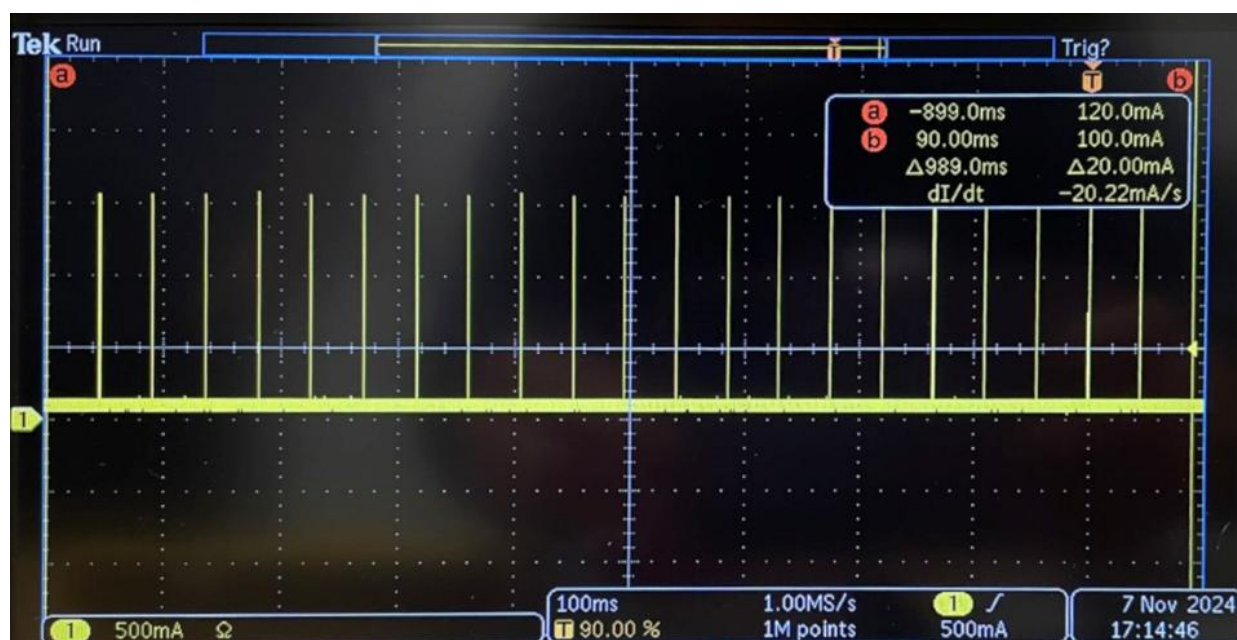 Tek Run Trig?
a T b
T
a -899.0ms 120.0mA
b 90.00ms 100.0mA
Δ989.0ms Δ20.00mA
dI/dt -20.22mA/s
1
1 500mA Ω
100ms 1.00MS/s 1 500mA
T 90.00 % 1M points
7 Nov 2024
17:14:46